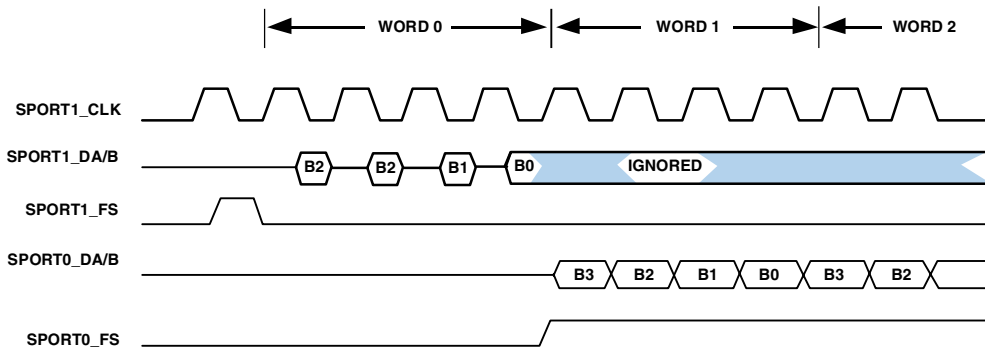 WORD 0 WORD 1 WORD 2
SPORT1_CLK
SPORT1_DA/B B2 B2 B1 B0 IGNORED
SPORT1_FS
SPORT0_DA/B B3 B2 B1 B0 B3 B2
SPORT0_FS